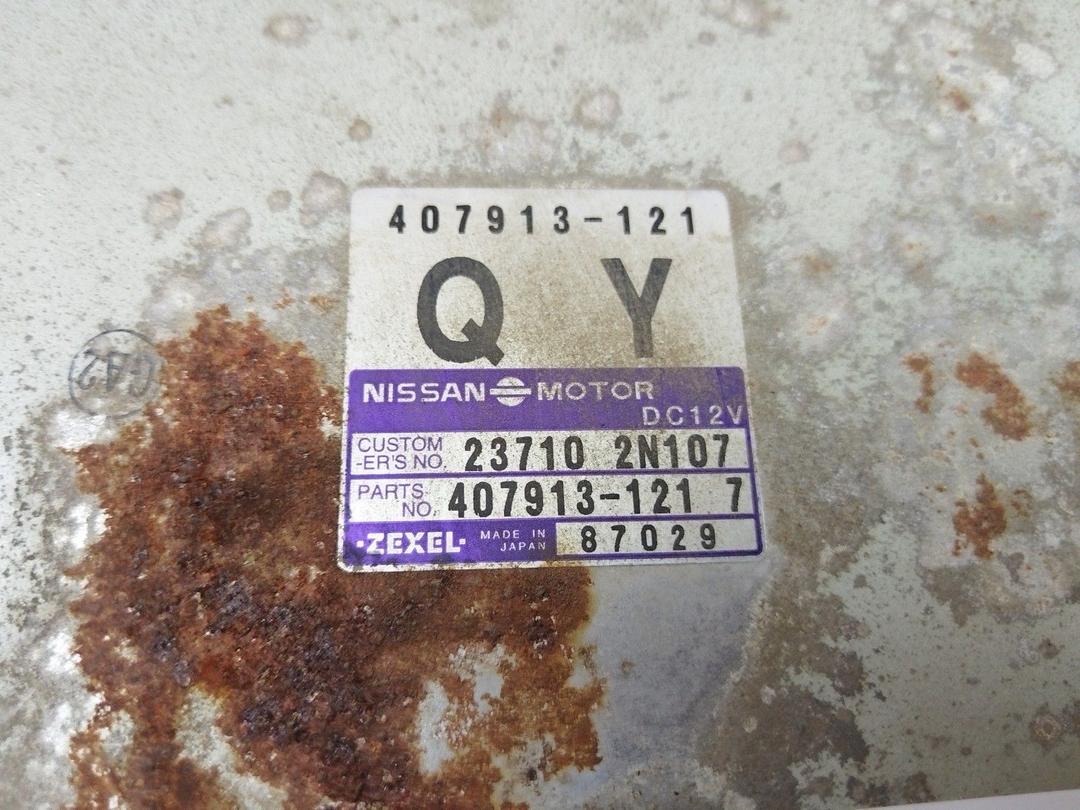 407913-121
Q Y
NISSAN MOTOR
DC12V
CUSTOM
-ER'S NO. 23710 2N107
PARTS
NO. 407913-121 7
·ZEXEL· MADE IN
JAPAN 87029
GA2